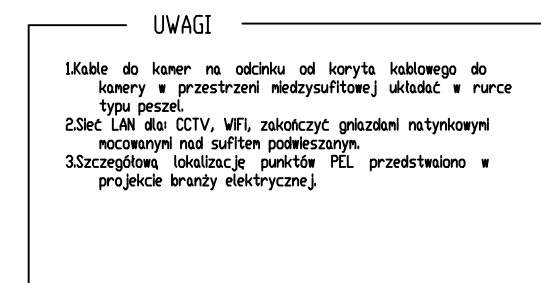 UWAGI
1.Kable do kamer na odcinku od koryta kablowego do
kamery w przestrzeni miedzysufitowej układać w rurce
typu peszel.
2.Sieć LAN dla: CCTV, WiFi, zakończyć gniazdami natynkowymi
mocowanymi nad sufitem podwieszanym.
3.Szczegółową lokalizację punktów PEL przedstwaiono w
projekcie branży elektrycznej.